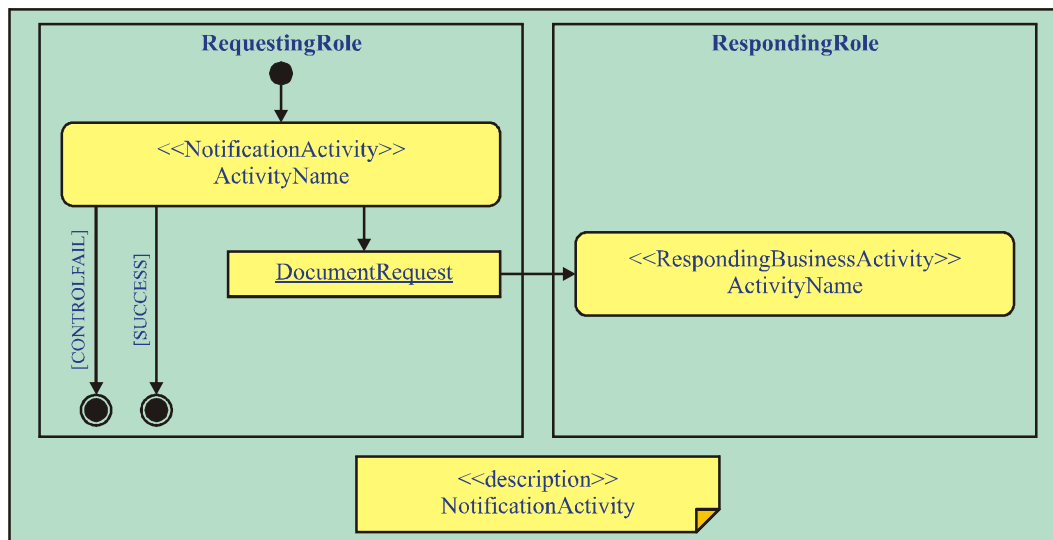 RequestingRole
RespondingRole
<<NotificationActivity>>
ActivityName
[CONTROLFAIL]
[SUCCESS]
DocumentRequest
<<RespondingBusinessActivity>>
ActivityName
<<description>>
NotificationActivity